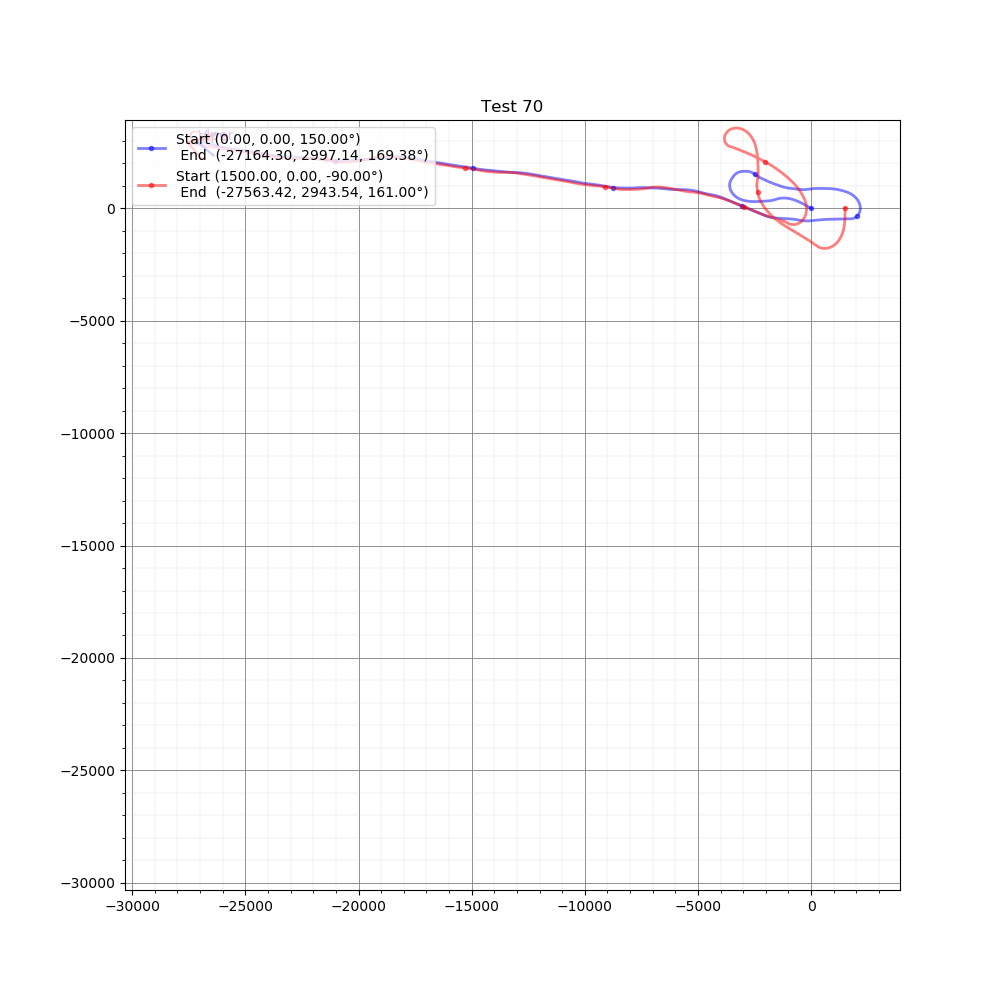 Test 70
Start (0.00, 0.00, 150.00°)
End (-27164.30, 2997.14, 169.38°)
Start (1500.00, 0.00, -90.00°)
End (-27563.42, 2943.54, 161.00°)
0
−5000
−10000
−15000
−20000
−25000
−30000
−30000 −25000 −20000 −15000 −10000 −5000 0